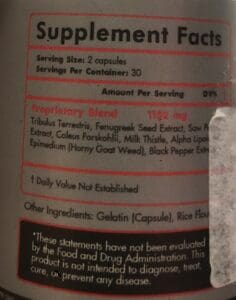 Supplement Facts
Serving Size: 2 capsules
Servings Per Container: 30
Amount Per Serving D9%
Proprietary Blend 1152 mg
Tribulus Terrestris, Fenugreek Seed Extract, Saw P
Extract, Coleus Forskohlii, Milk Thistle, Alpha Lipo
Epimedium (Horny Goat Weed), Black Pepper Ext
† Daily Value Not Established
Other Ingredients: Gelatin (Capsule), Rice Flou
*These statements have not been evaluated
by the Food and Drug Administration. This
product is not intended to diagnose, treat,
cure, or prevent any disease.